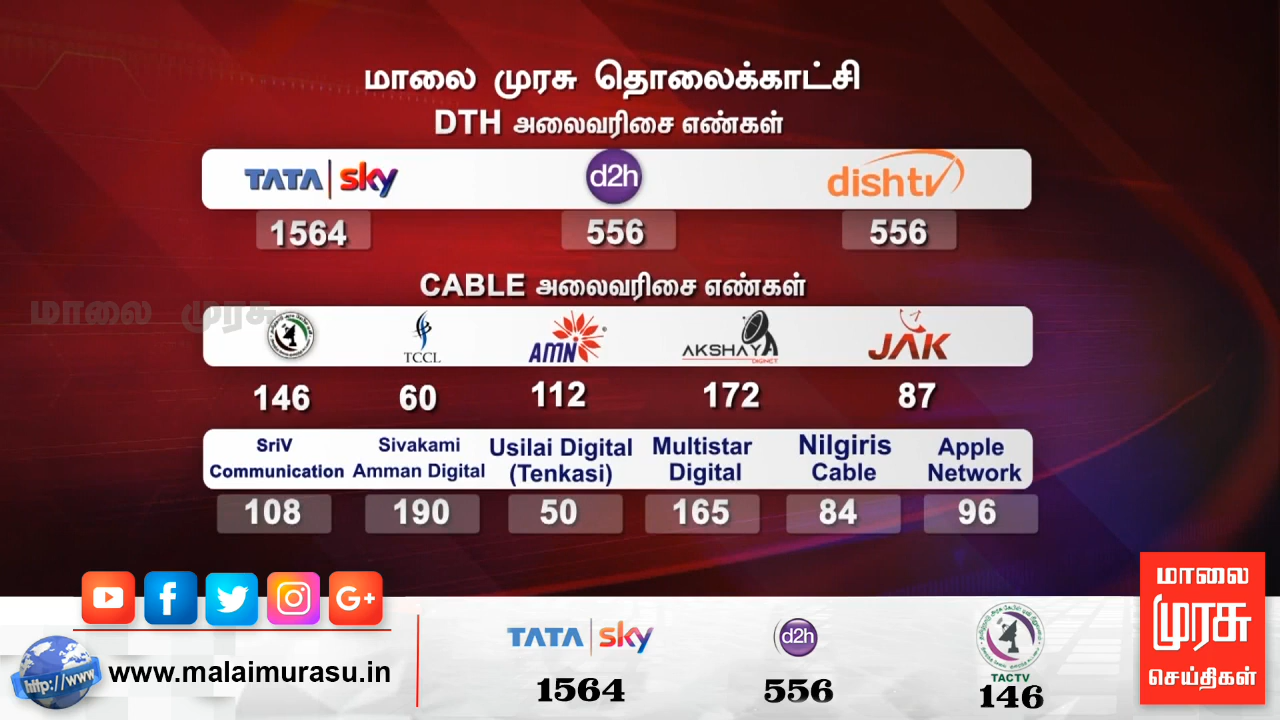 மாலை முரசு தொலைக்காட்சி
DTH அலைவரிசை எண்கள்
TATA sky d2h dishtv
1564 556 556
CABLE அலைவரிசை எண்கள்
மாலை முரசு
TCCL AMN AKSHAYA DIGNET JAK
146 60 112 172 87
SriV Communication Sivakami Amman Digital Usilai Digital (Tenkasi) Multistar Digital Nilgiris Cable Apple Network
108 190 50 165 84 96
f G+
http://www
www.malaimurasu.in
TATA sky d2h TACTV
1564 556 146
மாலை
முரசு
செய்திகள்